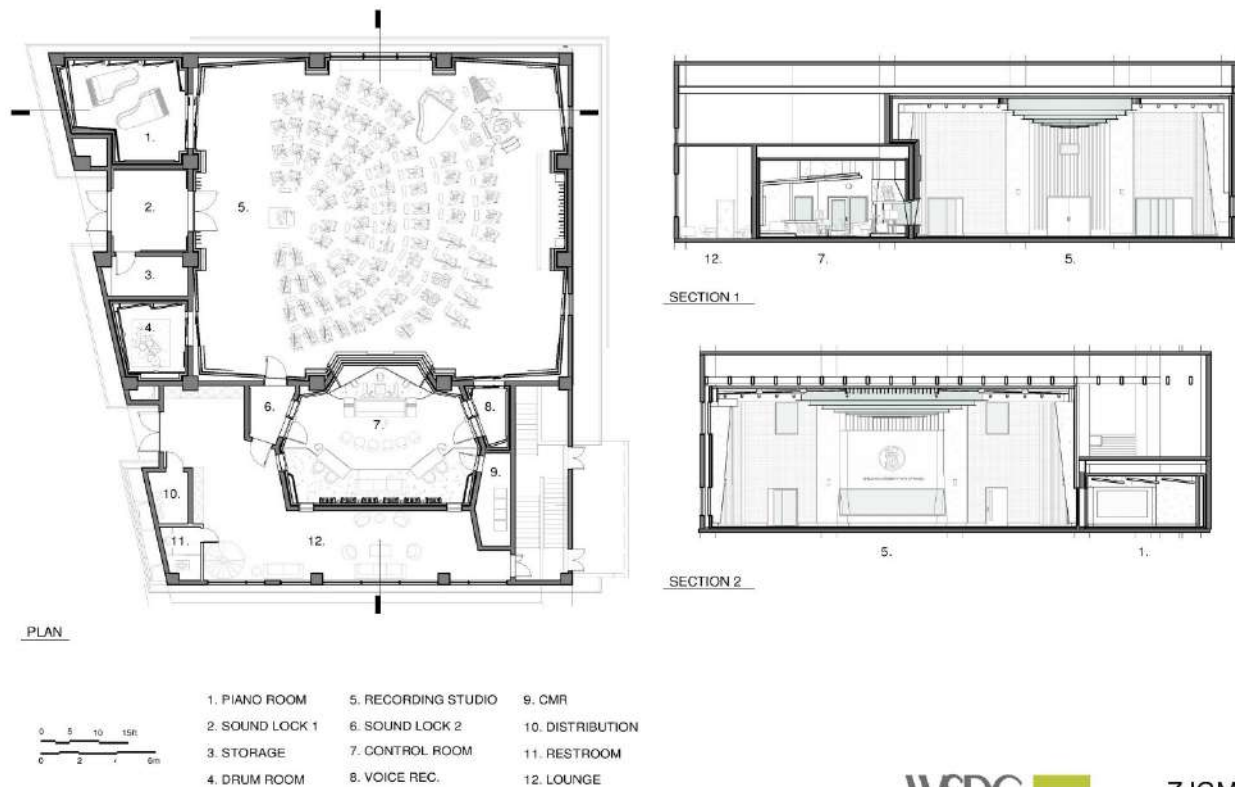 1.
2.
3.
4.
5.
6.
7.
8.
9.
10.
11.
12.
PLAN
12. 7. 5.
SECTION 1
5. 1.
SECTION 2
0 5 10 15ft
0 2 4 6m
1. PIANO ROOM
2. SOUND LOCK 1
3. STORAGE
4. DRUM ROOM
5. RECORDING STUDIO
6. SOUND LOCK 2
7. CONTROL ROOM
8. VOICE REC.
9. CMR
10. DISTRIBUTION
11. RESTROOM
12. LOUNGE
WSDG
ZJCM